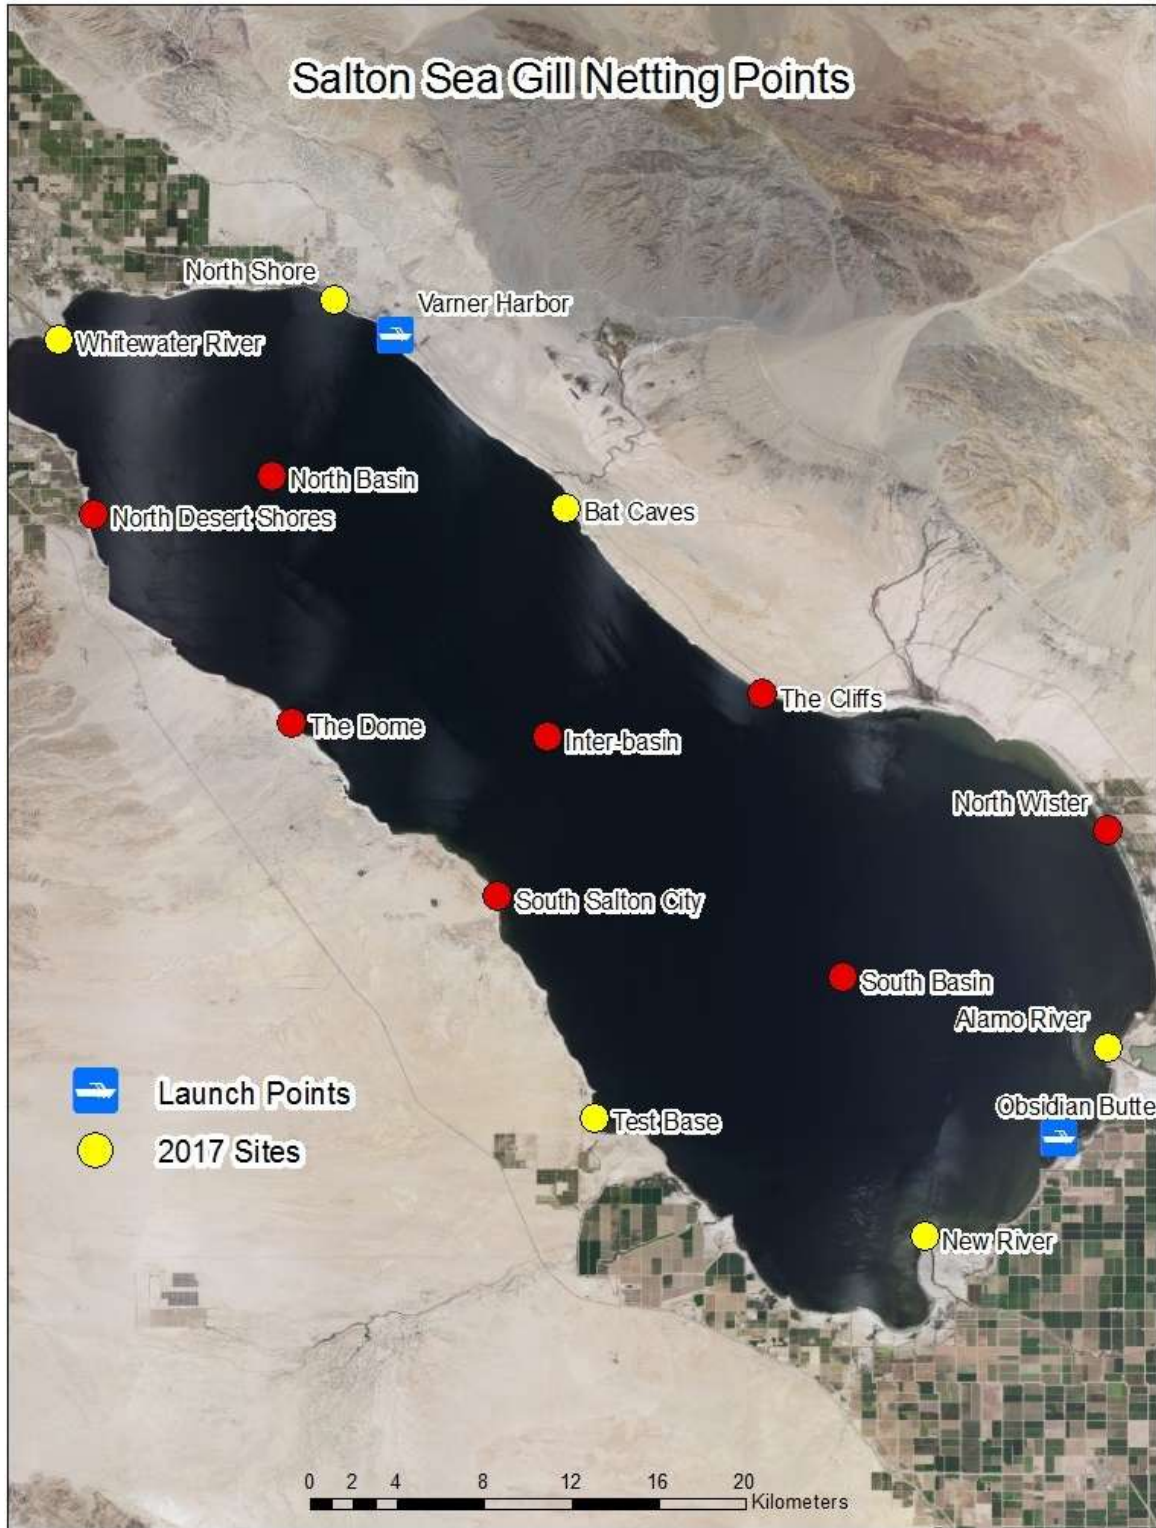 Salton Sea Gill Netting Points
North Shore
Varner Harbor
Whitewater River
North Basin
Bat Caves
North Desert Shores
The Cliffs
The Dome
Inter-basin
North Wister
South Salton City
South Basin
Alamo River
Launch Points
Obsidian Butte
Test Base
2017 Sites
New River
0 2 4 8 12 16 20
Kilometers